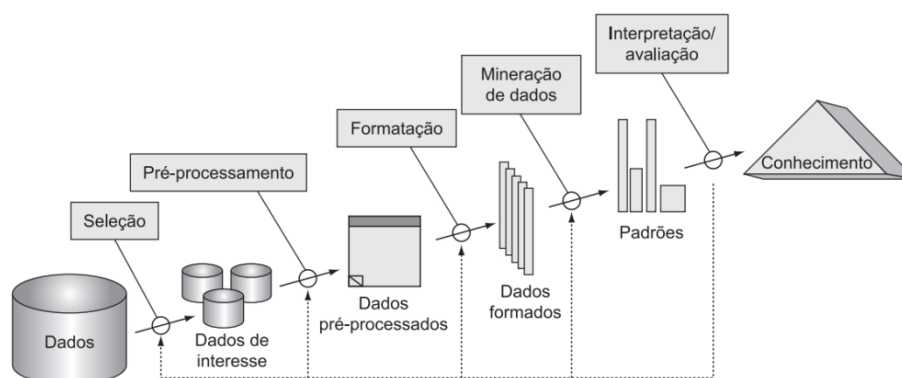 Interpretação/
avaliação
Mineração
de dados
Formatação
Pré-processamento
Seleção
Conhecimento
Padrões
Dados
formados
Dados
pré-processados
Dados de
interesse
Dados